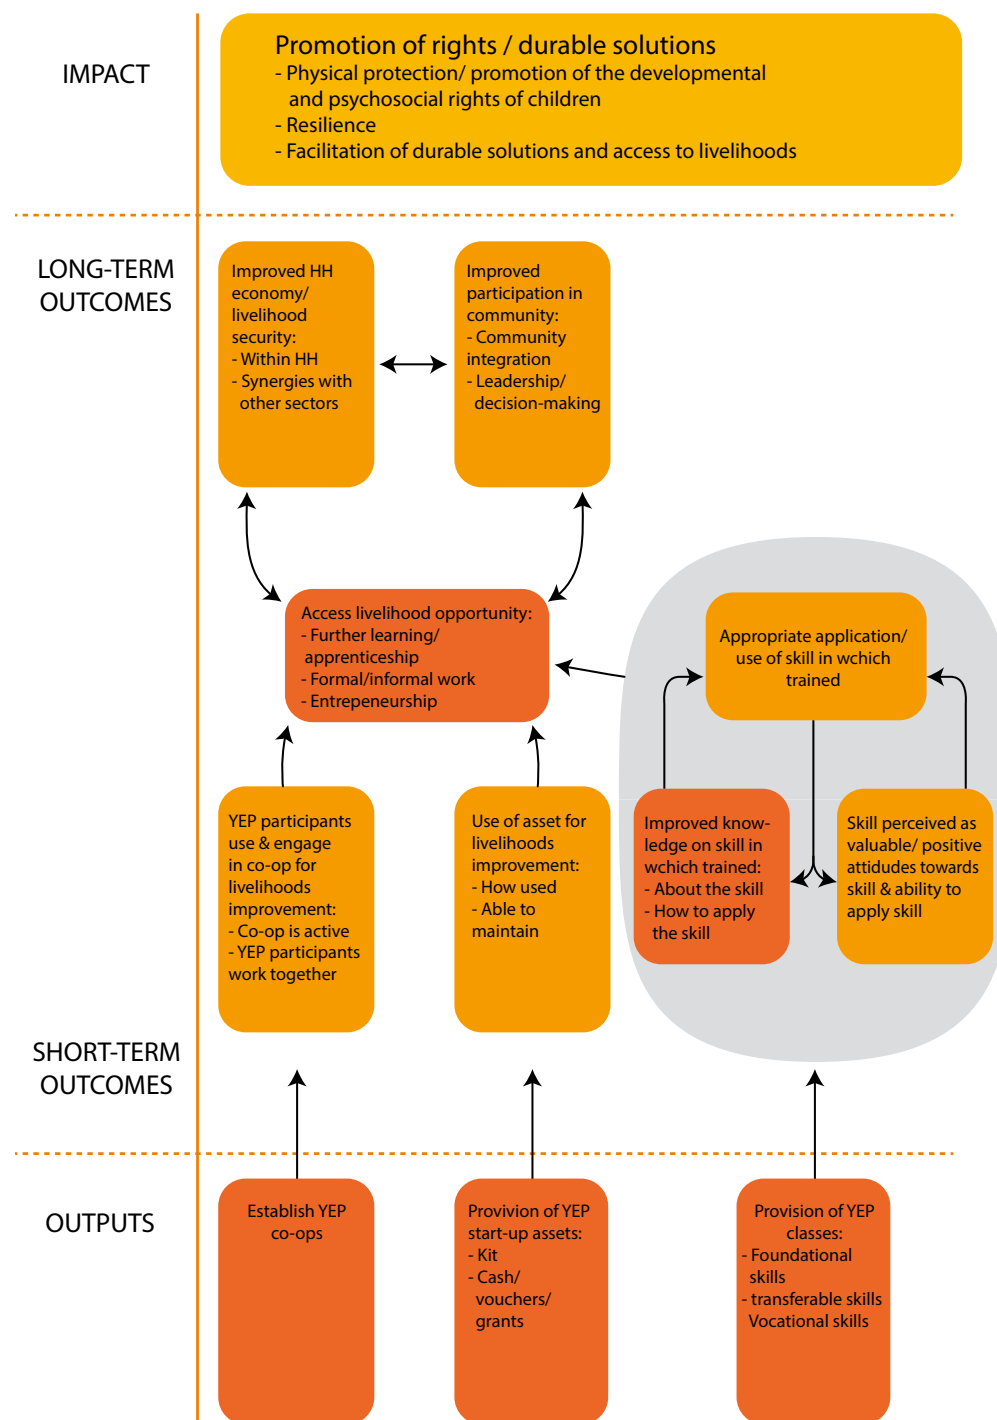 IMPACT
Promotion of rights / durable solutions
- Physical protection/ promotion of the developmental
and psychosocial rights of children
- Resilience
- Facilitation of durable solutions and access to livelihoods
LONG-TERM
OUTCOMES
Improved HH
economy/
livelihood
security:
- Within HH
- Synergies with
other sectors
Improved
participation in
community:
- Community
integration
- Leadership/
decision-making
Access livelihood opportunity:
- Further learning/
apprenticeship
- Formal/informal work
- Entrepeneurship
Appropriate application/
use of skill in wchich
trained
YEP participants
use & engage
in co-op for
livelihoods
improvement:
- Co-op is active
- YEP participants
work together
Use of asset for
livelihoods
improvement:
- How used
- Able to
maintain
Improved know-
ledge on skill in
wchich trained:
- About the skill
- How to apply
the skill
Skill perceived as
valuable/ positive
attidudes towards
skill & ability to
apply skill
SHORT-TERM
OUTCOMES
OUTPUTS
Establish YEP
co-ops
Provivion of YEP
start-up assets:
- Kit
- Cash/
vouchers/
grants
Provision of YEP
classes:
- Foundational
skills
- transferable skills
Vocational skills